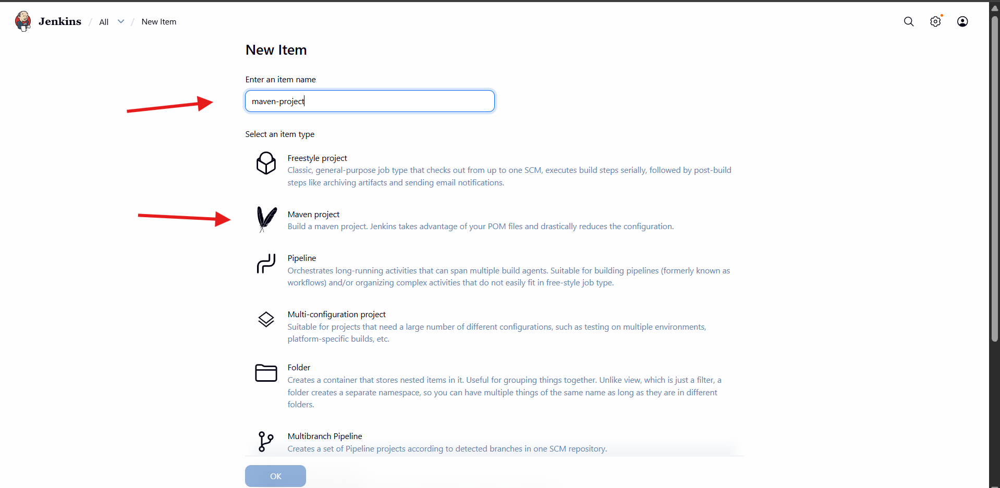 Jenkins / All / New Item
New Item
Enter an item name
maven-project
Select an item type
Freestyle project
Classic, general-purpose job type that checks out from up to one SCM, executes build steps serially, followed by post-build
steps like archiving artifacts and sending email notifications.
Maven project
Build a maven project. Jenkins takes advantage of your POM files and drastically reduces the configuration.
Pipeline
Orchestrates long-running activities that can span multiple build agents. Suitable for building pipelines (formerly known as
workflows) and/or organizing complex activities that do not easily fit in free-style job type.
Multi-configuration project
Suitable for projects that need a large number of different configurations, such as testing on multiple environments,
platform-specific builds, etc.
Folder
Creates a container that stores nested items in it. Useful for grouping things together. Unlike view, which is just a filter, a
folder creates a separate namespace, so you can have multiple things of the same name as long as they are in different
folders.
Multibranch Pipeline
Creates a set of Pipeline projects according to detected branches in one SCM repository.
OK